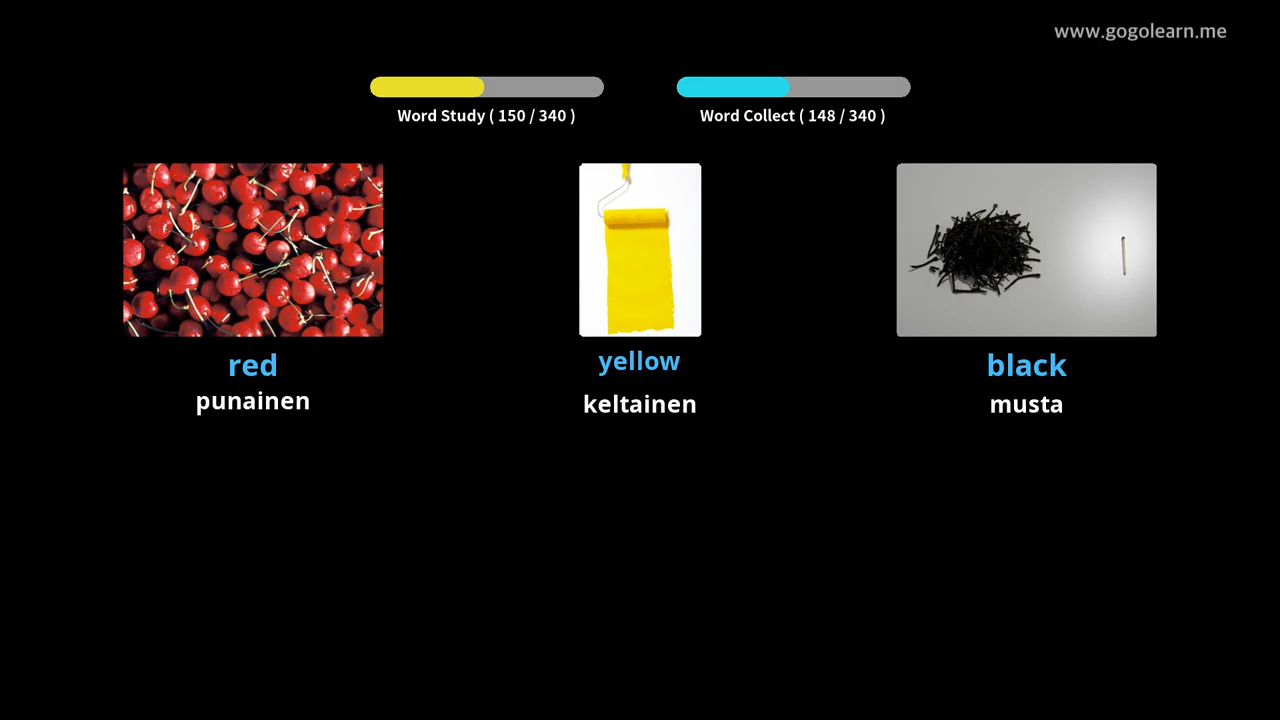 www.gogolearn.me
Word Study ( 150 / 340 )
Word Collect ( 148 / 340 )
red
punainen
yellow
keltainen
black
musta